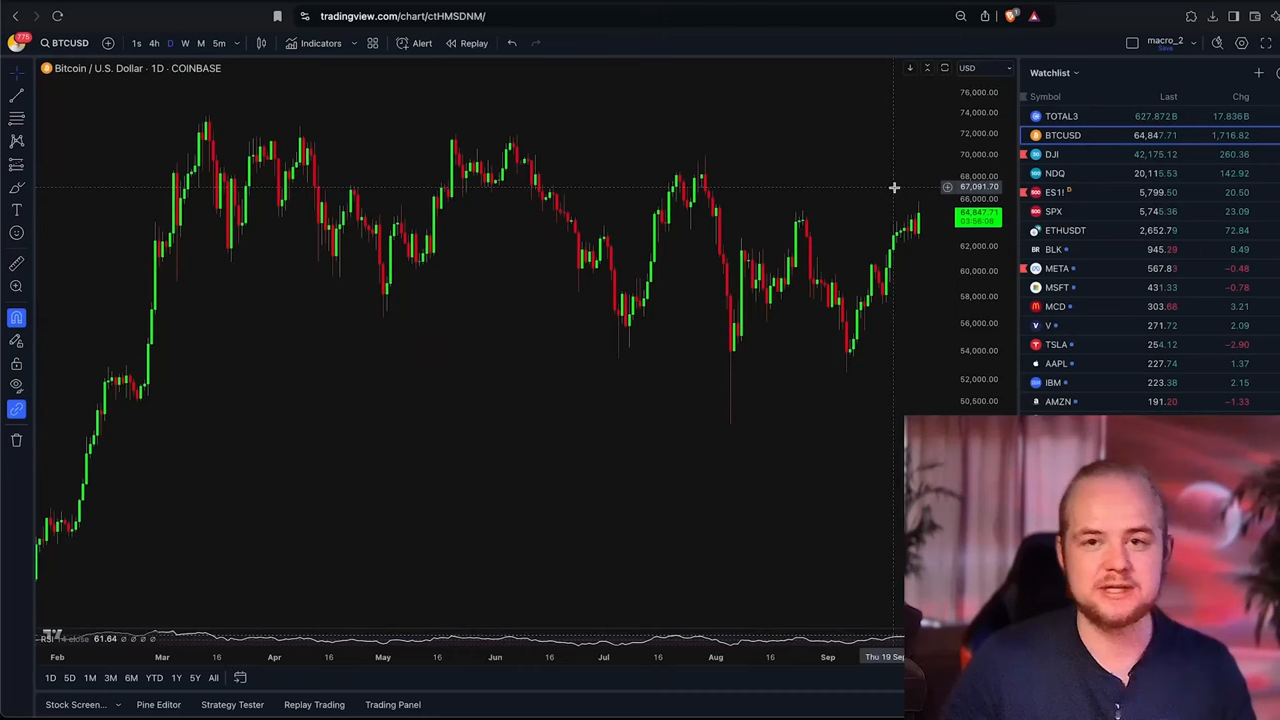 tradingview.com/chart/ctHMSDNM/
775
BTCUSD 1s 4h D W M 5m Indicators Alert Replay macro_2
Save
Bitcoin / U.S. Dollar · 1D · COINBASE
USD
76,000.00
74,000.00
72,000.00
70,000.00
68,000.00
67,091.70
66,000.00
64,847.71
03:56:08
62,000.00
60,000.00
58,000.00
56,000.00
54,000.00
52,000.00
50,500.00
Watchlist
Symbol Last Chg
TOTAL3 627.872B 17.836B
BTCUSD 64,847.71 1,716.82
DJI 42,175.12 260.36
NDQ 20,115.53 142.92
ES1! D 5,799.50 20.50
SPX 5,745.36 23.09
ETHUSDT 2,652.79 72.84
BLK 945.29 8.49
META 567.83 −0.48
MSFT 431.33 −0.78
MCD 303.68 3.21
V 271.72 2.09
TSLA 254.12 −2.90
AAPL 227.74 1.37
IBM 223.38 2.15
AMZN 191.20 −1.33
RSI 14 close 61.64
Feb Mar 16 Apr 16 May 16 Jun 16 Jul 16 Aug 16 Sep Thu 19 Sep
1D 5D 1M 3M 6M YTD 1Y 5Y All
Stock Screen... Pine Editor Strategy Tester Replay Trading Trading Panel